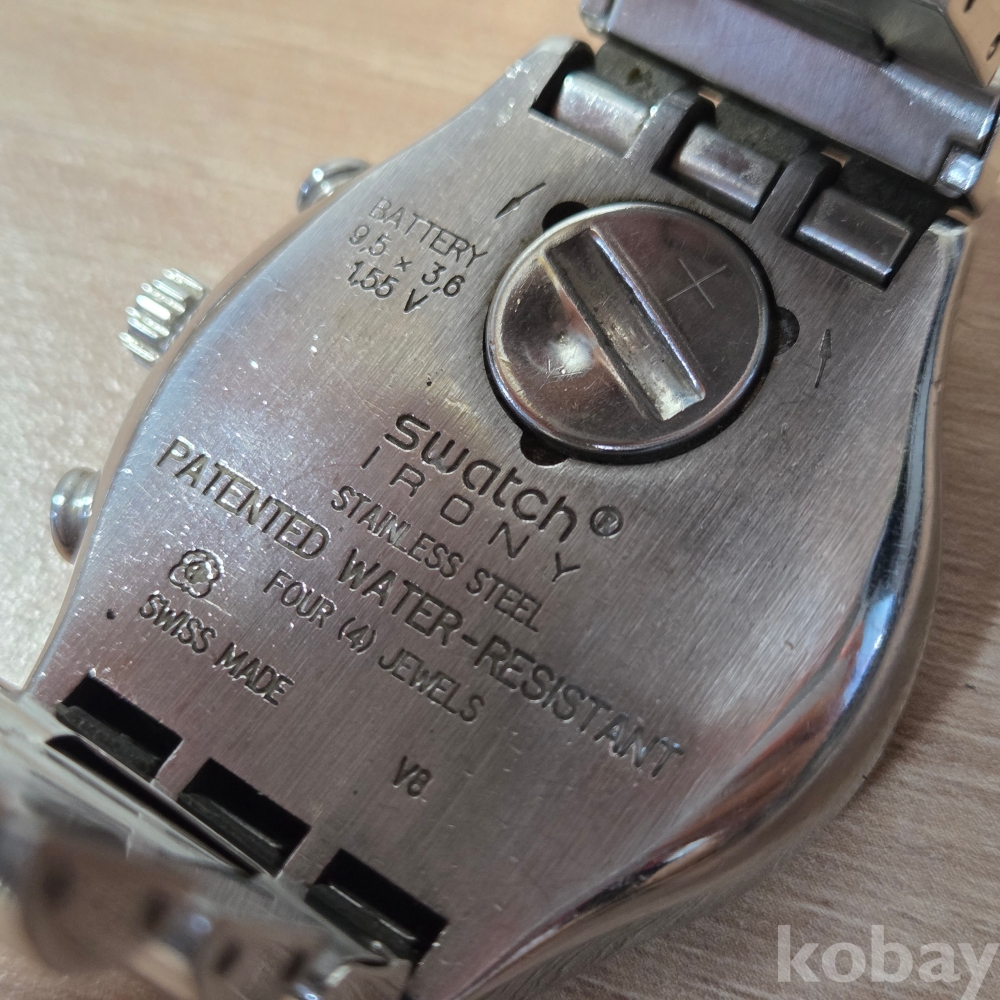 BATTERY
9,5 × 3,6
1,55 V
+
swatch®
IRONY
STAINLESS STEEL
PATENTED WATER-RESISTANT
FOUR (4) JEWELS
SWISS MADE
V8
kobay